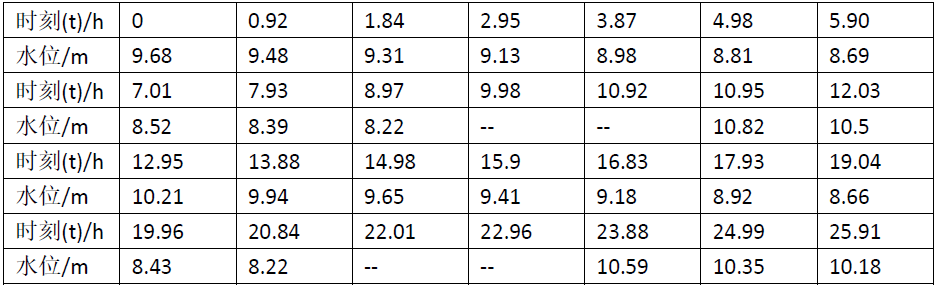 时刻(t)/h 0 0.92 1.84 2.95 3.87 4.98 5.90
水位/m 9.68 9.48 9.31 9.13 8.98 8.81 8.69
时刻(t)/h 7.01 7.93 8.97 9.98 10.92 10.95 12.03
水位/m 8.52 8.39 8.22 -- -- 10.82 10.5
时刻(t)/h 12.95 13.88 14.98 15.9 16.83 17.93 19.04
水位/m 10.21 9.94 9.65 9.41 9.18 8.92 8.66
时刻(t)/h 19.96 20.84 22.01 22.96 23.88 24.99 25.91
水位/m 8.43 8.22 -- -- 10.59 10.35 10.18